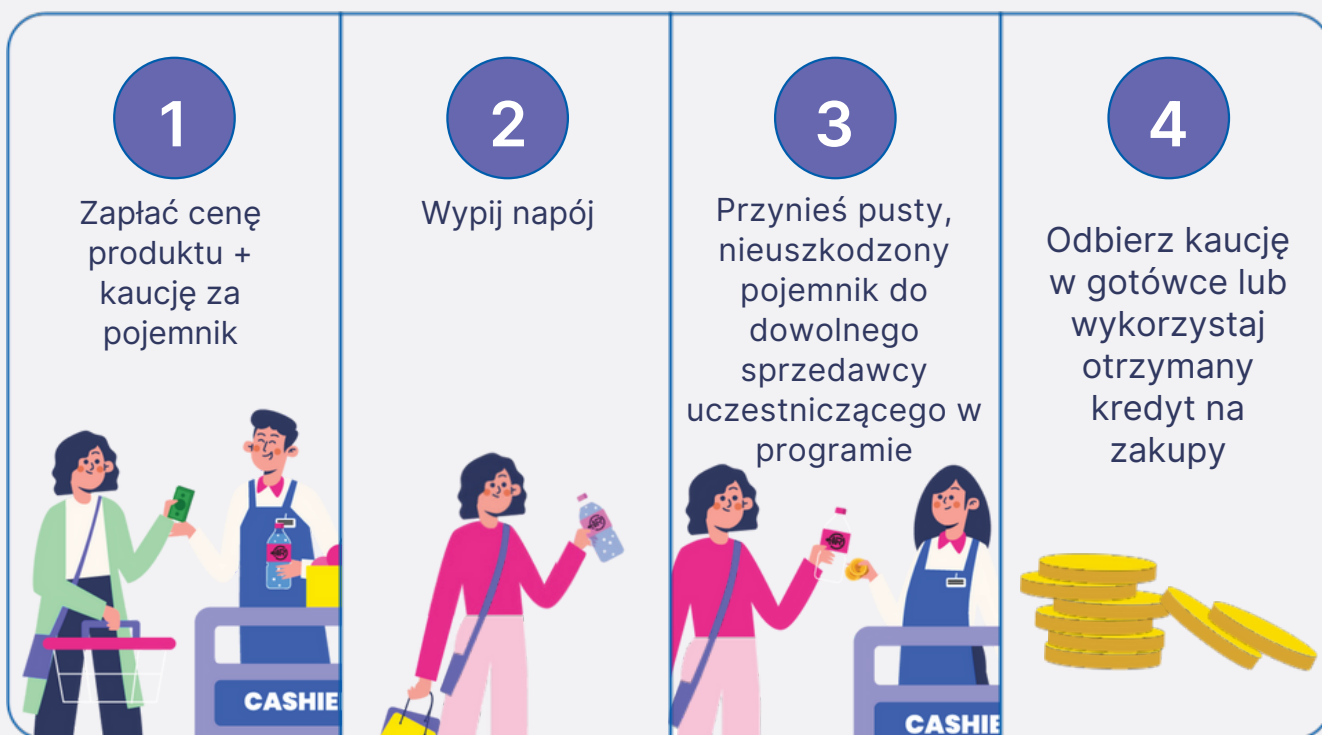 1
Zapłać cenę
produktu +
kaucję za
pojemnik
2
Wypij napój
3
Przynieś pusty,
nieuszkodzony
pojemnik do
dowolnego
sprzedawcy
uczestniczącego w
programie
4
Odbierz kaucję
w gotówce lub
wykorzystaj
otrzymany
kredyt na
zakupy
CASHIE
CASHIE